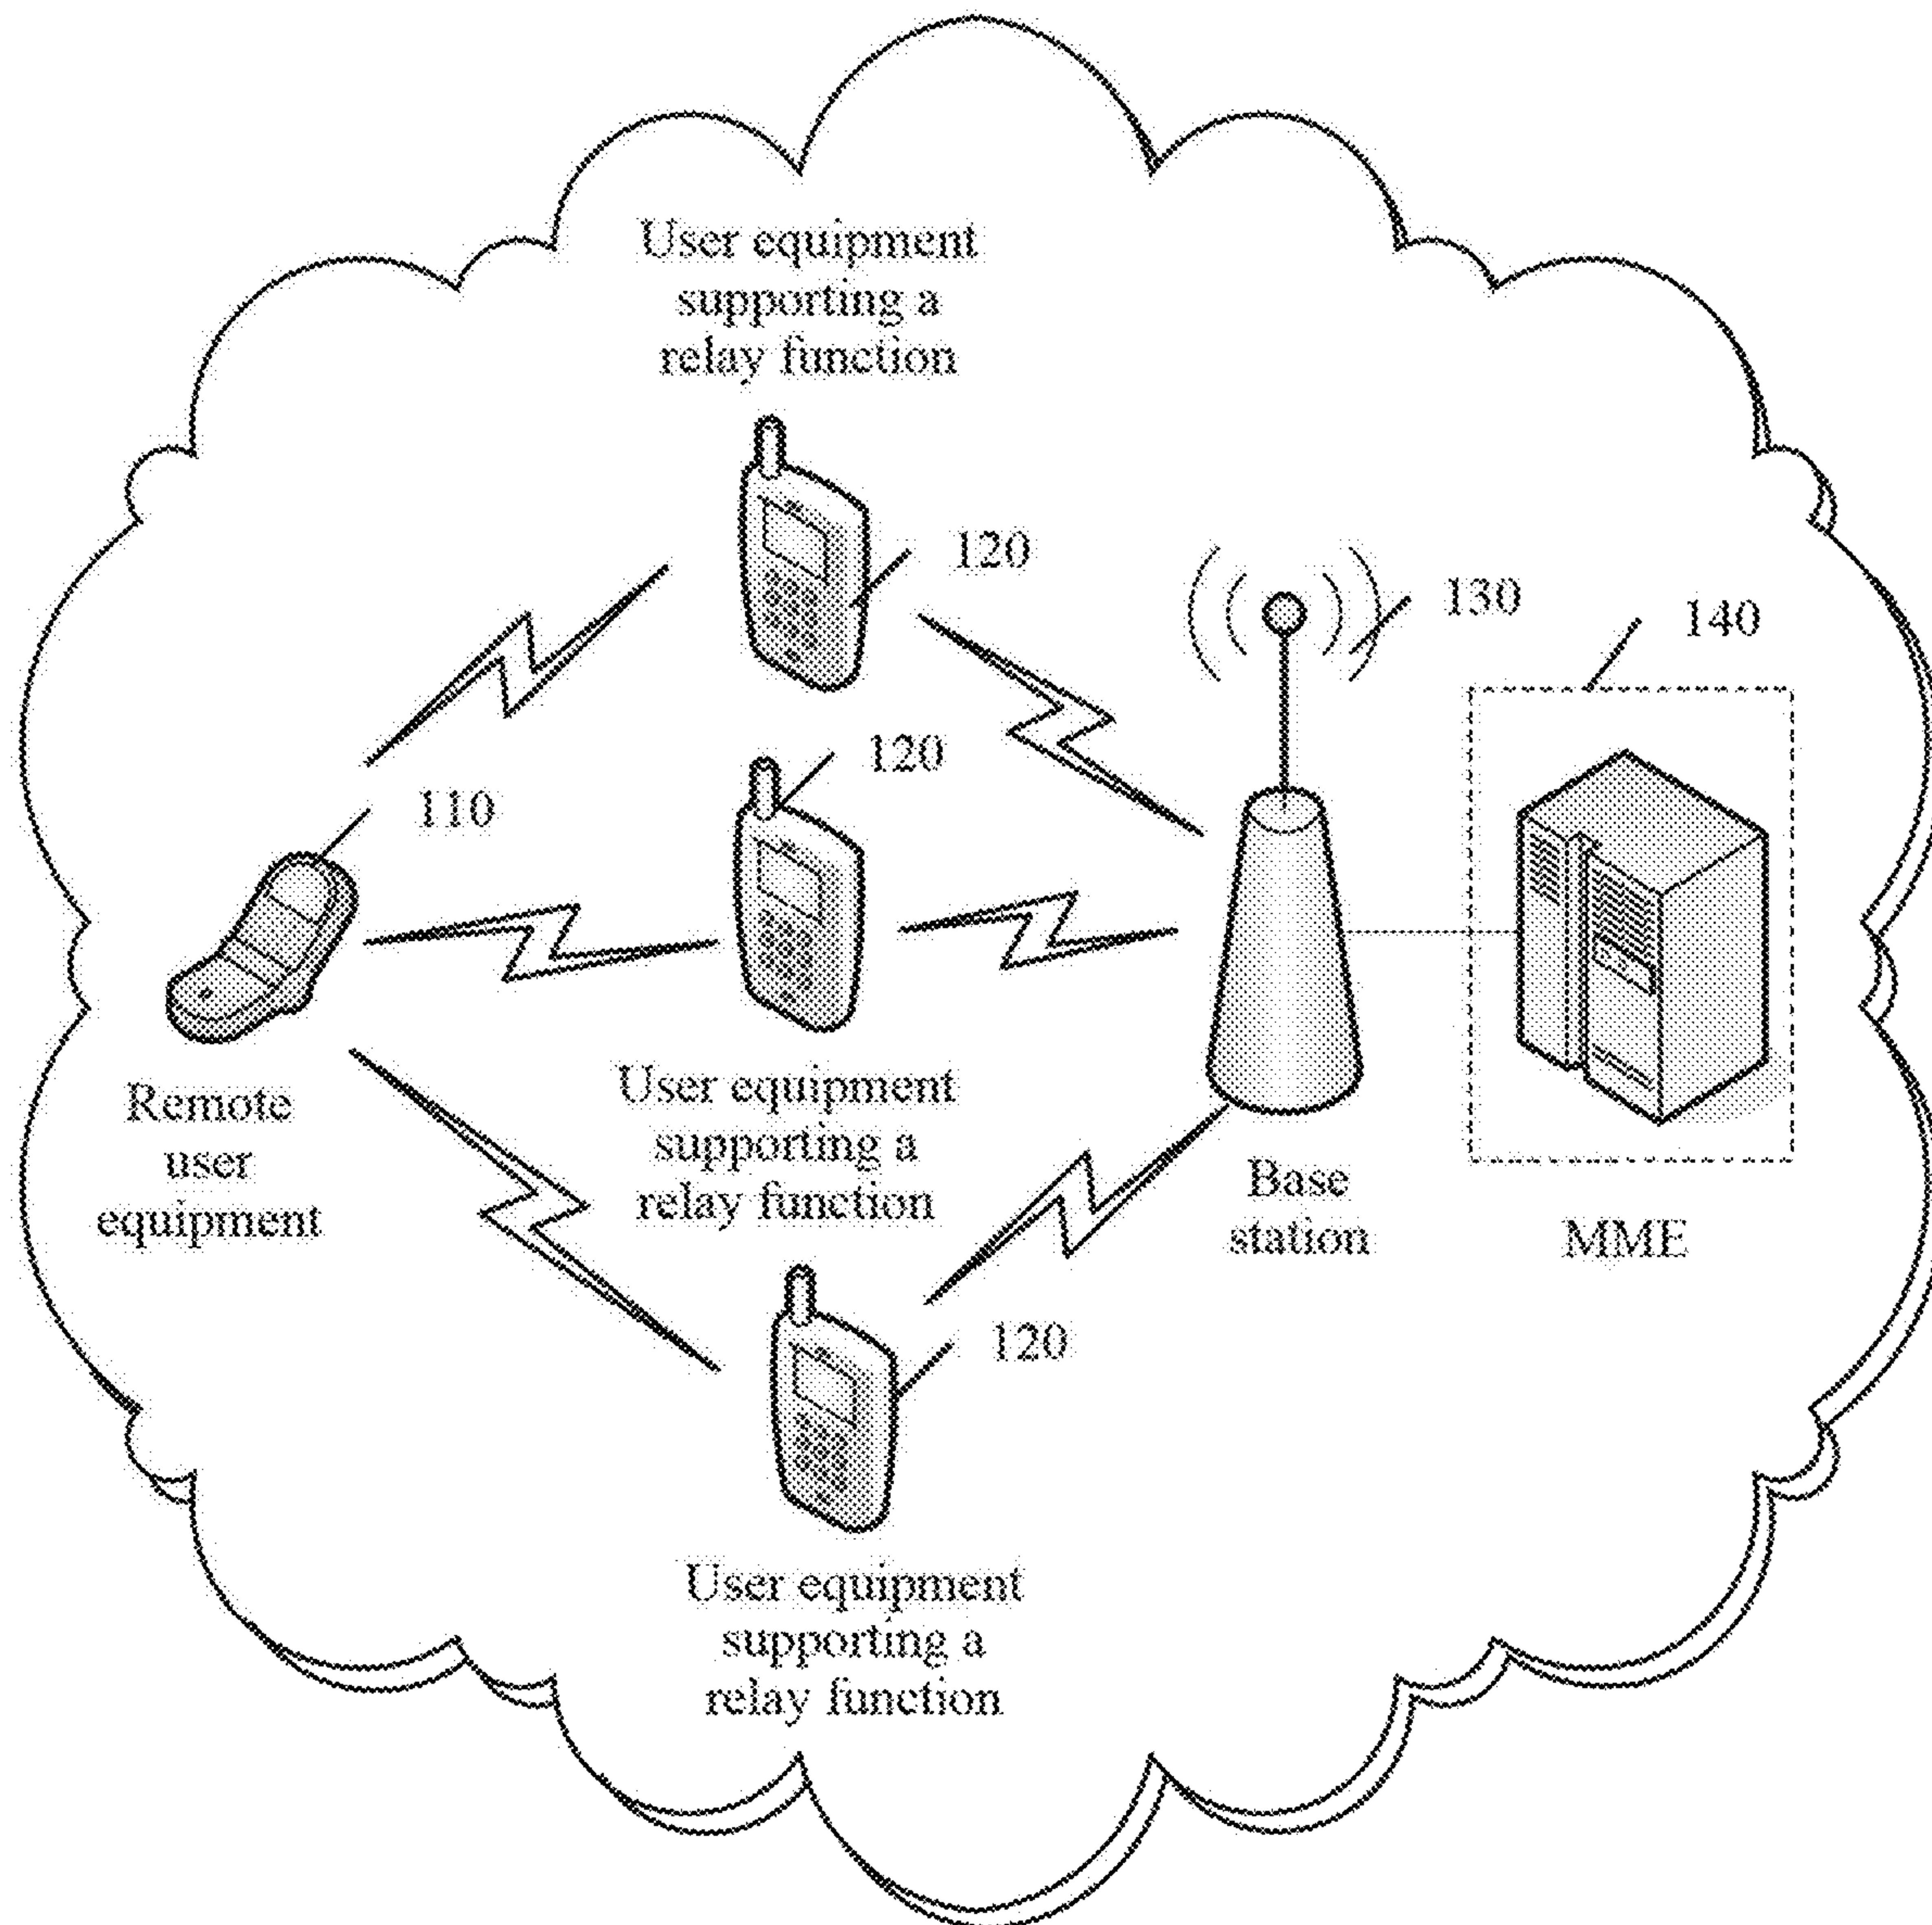 User equipment
supporting a
relay function
120
130
140
120
110
Remote
user
equipment
User equipment
supporting a
relay function
Base
station
MME
120
User equipment
supporting a
relay function